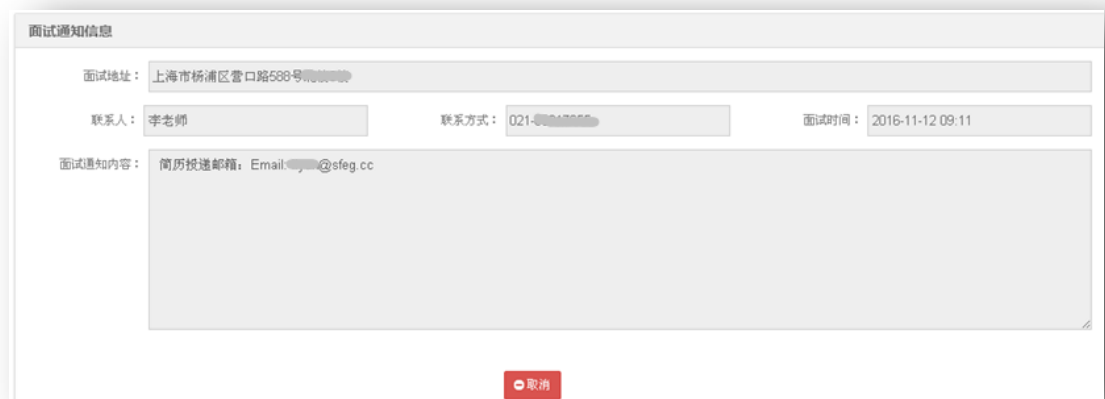 面试通知信息
面试地址： 上海市杨浦区营口路588号
联系人： 李老师 联系方式： 021- 面试时间： 2016-11-12 09:11
面试通知内容： 简历投递邮箱：Email: @sfeg.cc
取消